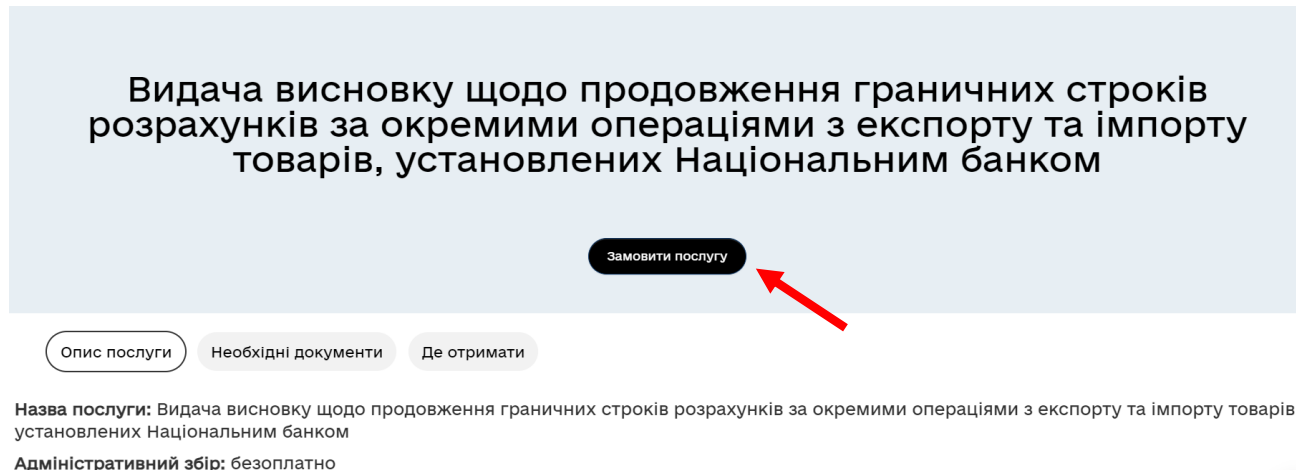 Видача висновку щодо продовження граничних строків
розрахунків за окремими операціями з експорту та імпорту
товарів, установлених Національним банком
Замовити послугу
Опис послуги
Необхідні документи
Де отримати
Назва послуги: Видача висновку щодо продовження граничних строків розрахунків за окремими операціями з експорту та імпорту товарів
установлених Національним банком
Адміністративний збір: безоплатно